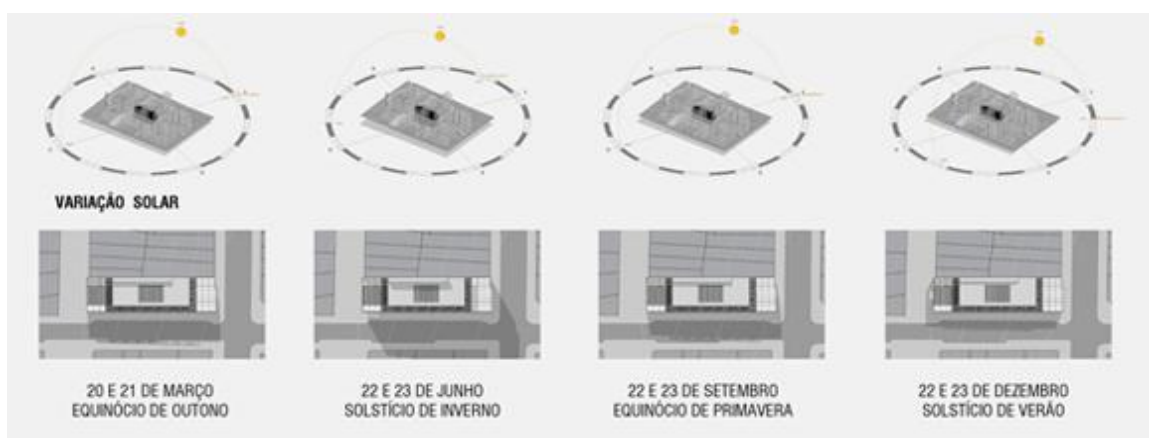 VARIAÇÃO SOLAR
20 E 21 DE MARÇO
EQUINÓCIO DE OUTONO
22 E 23 DE JUNHO
SOLSTÍCIO DE INVERNO
22 E 23 DE SETEMBRO
EQUINÓCIO DE PRIMAVERA
22 E 23 DE DEZEMBRO
SOLSTÍCIO DE VERÃO